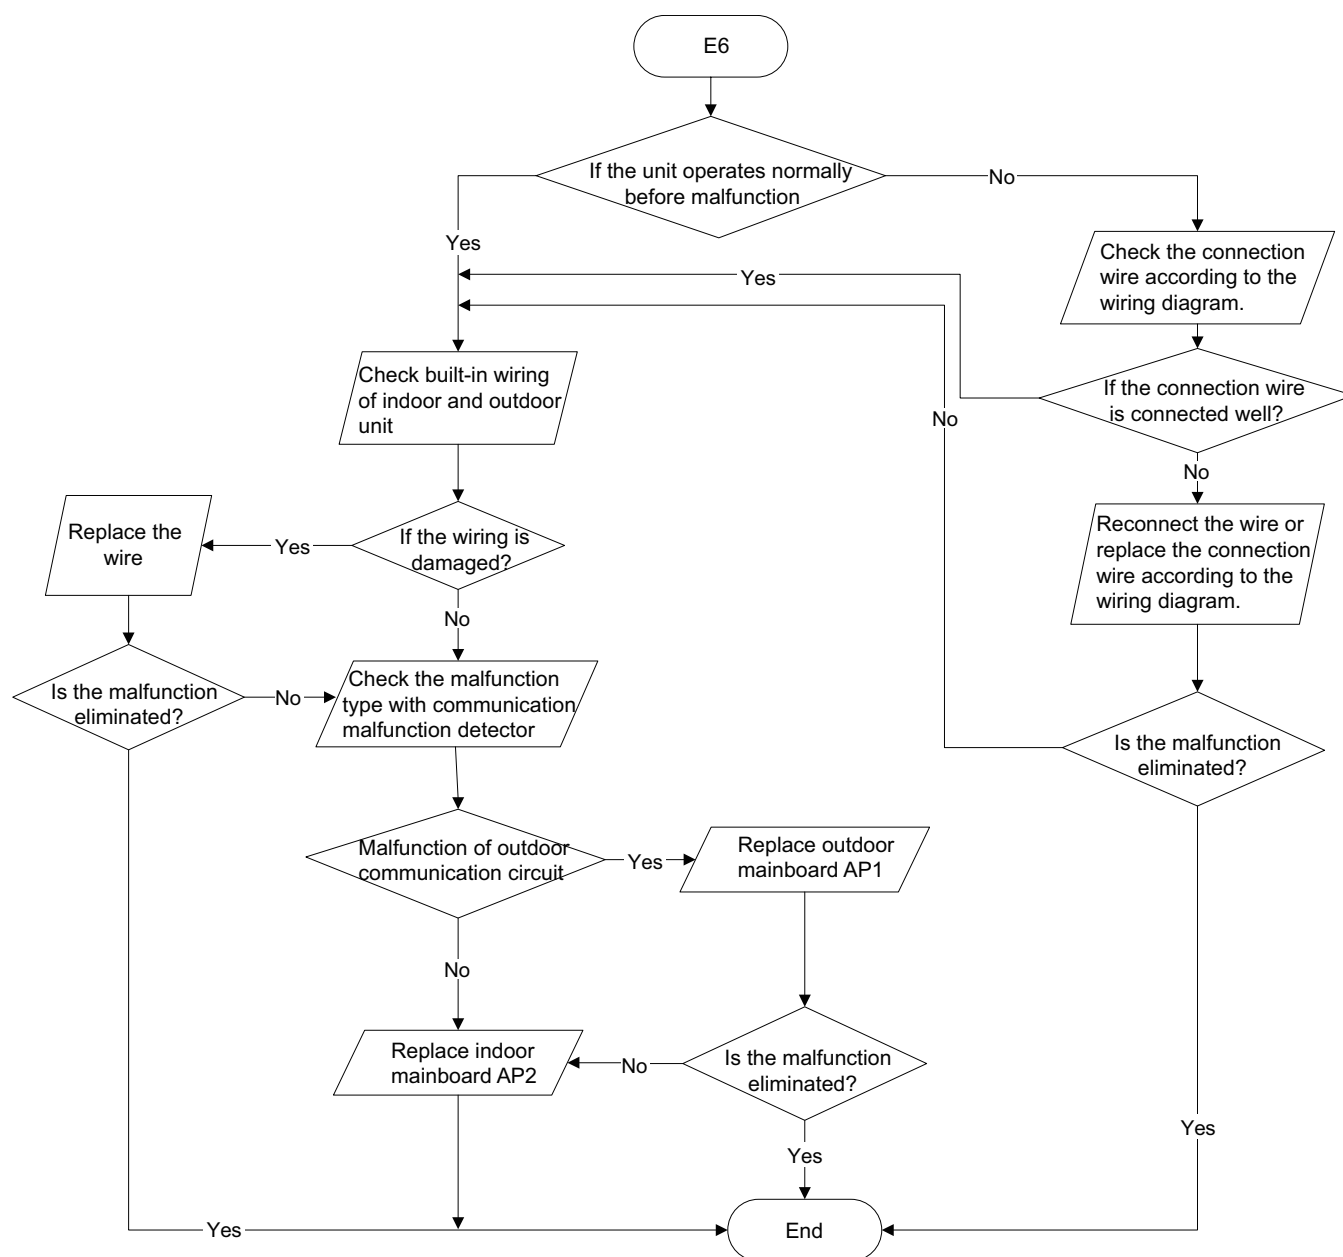 E6
If the unit operates normally
before malfunction
No
Yes
Check the connection
wire according to the
wiring diagram.
Yes
Check built-in wiring
of indoor and outdoor
unit
If the connection wire
is connected well?
No
No
Replace the
wire
Yes
If the wiring is
damaged?
Reconnect the wire or
replace the connection
wire according to the
wiring diagram.
No
Is the malfunction
eliminated?
No
Check the malfunction
type with communication
malfunction detector
Is the malfunction
eliminated?
Malfunction of outdoor
communication circuit
Yes
Replace outdoor
mainboard AP1
No
Replace indoor
mainboard AP2
No
Is the malfunction
eliminated?
Yes
Yes
Yes
End